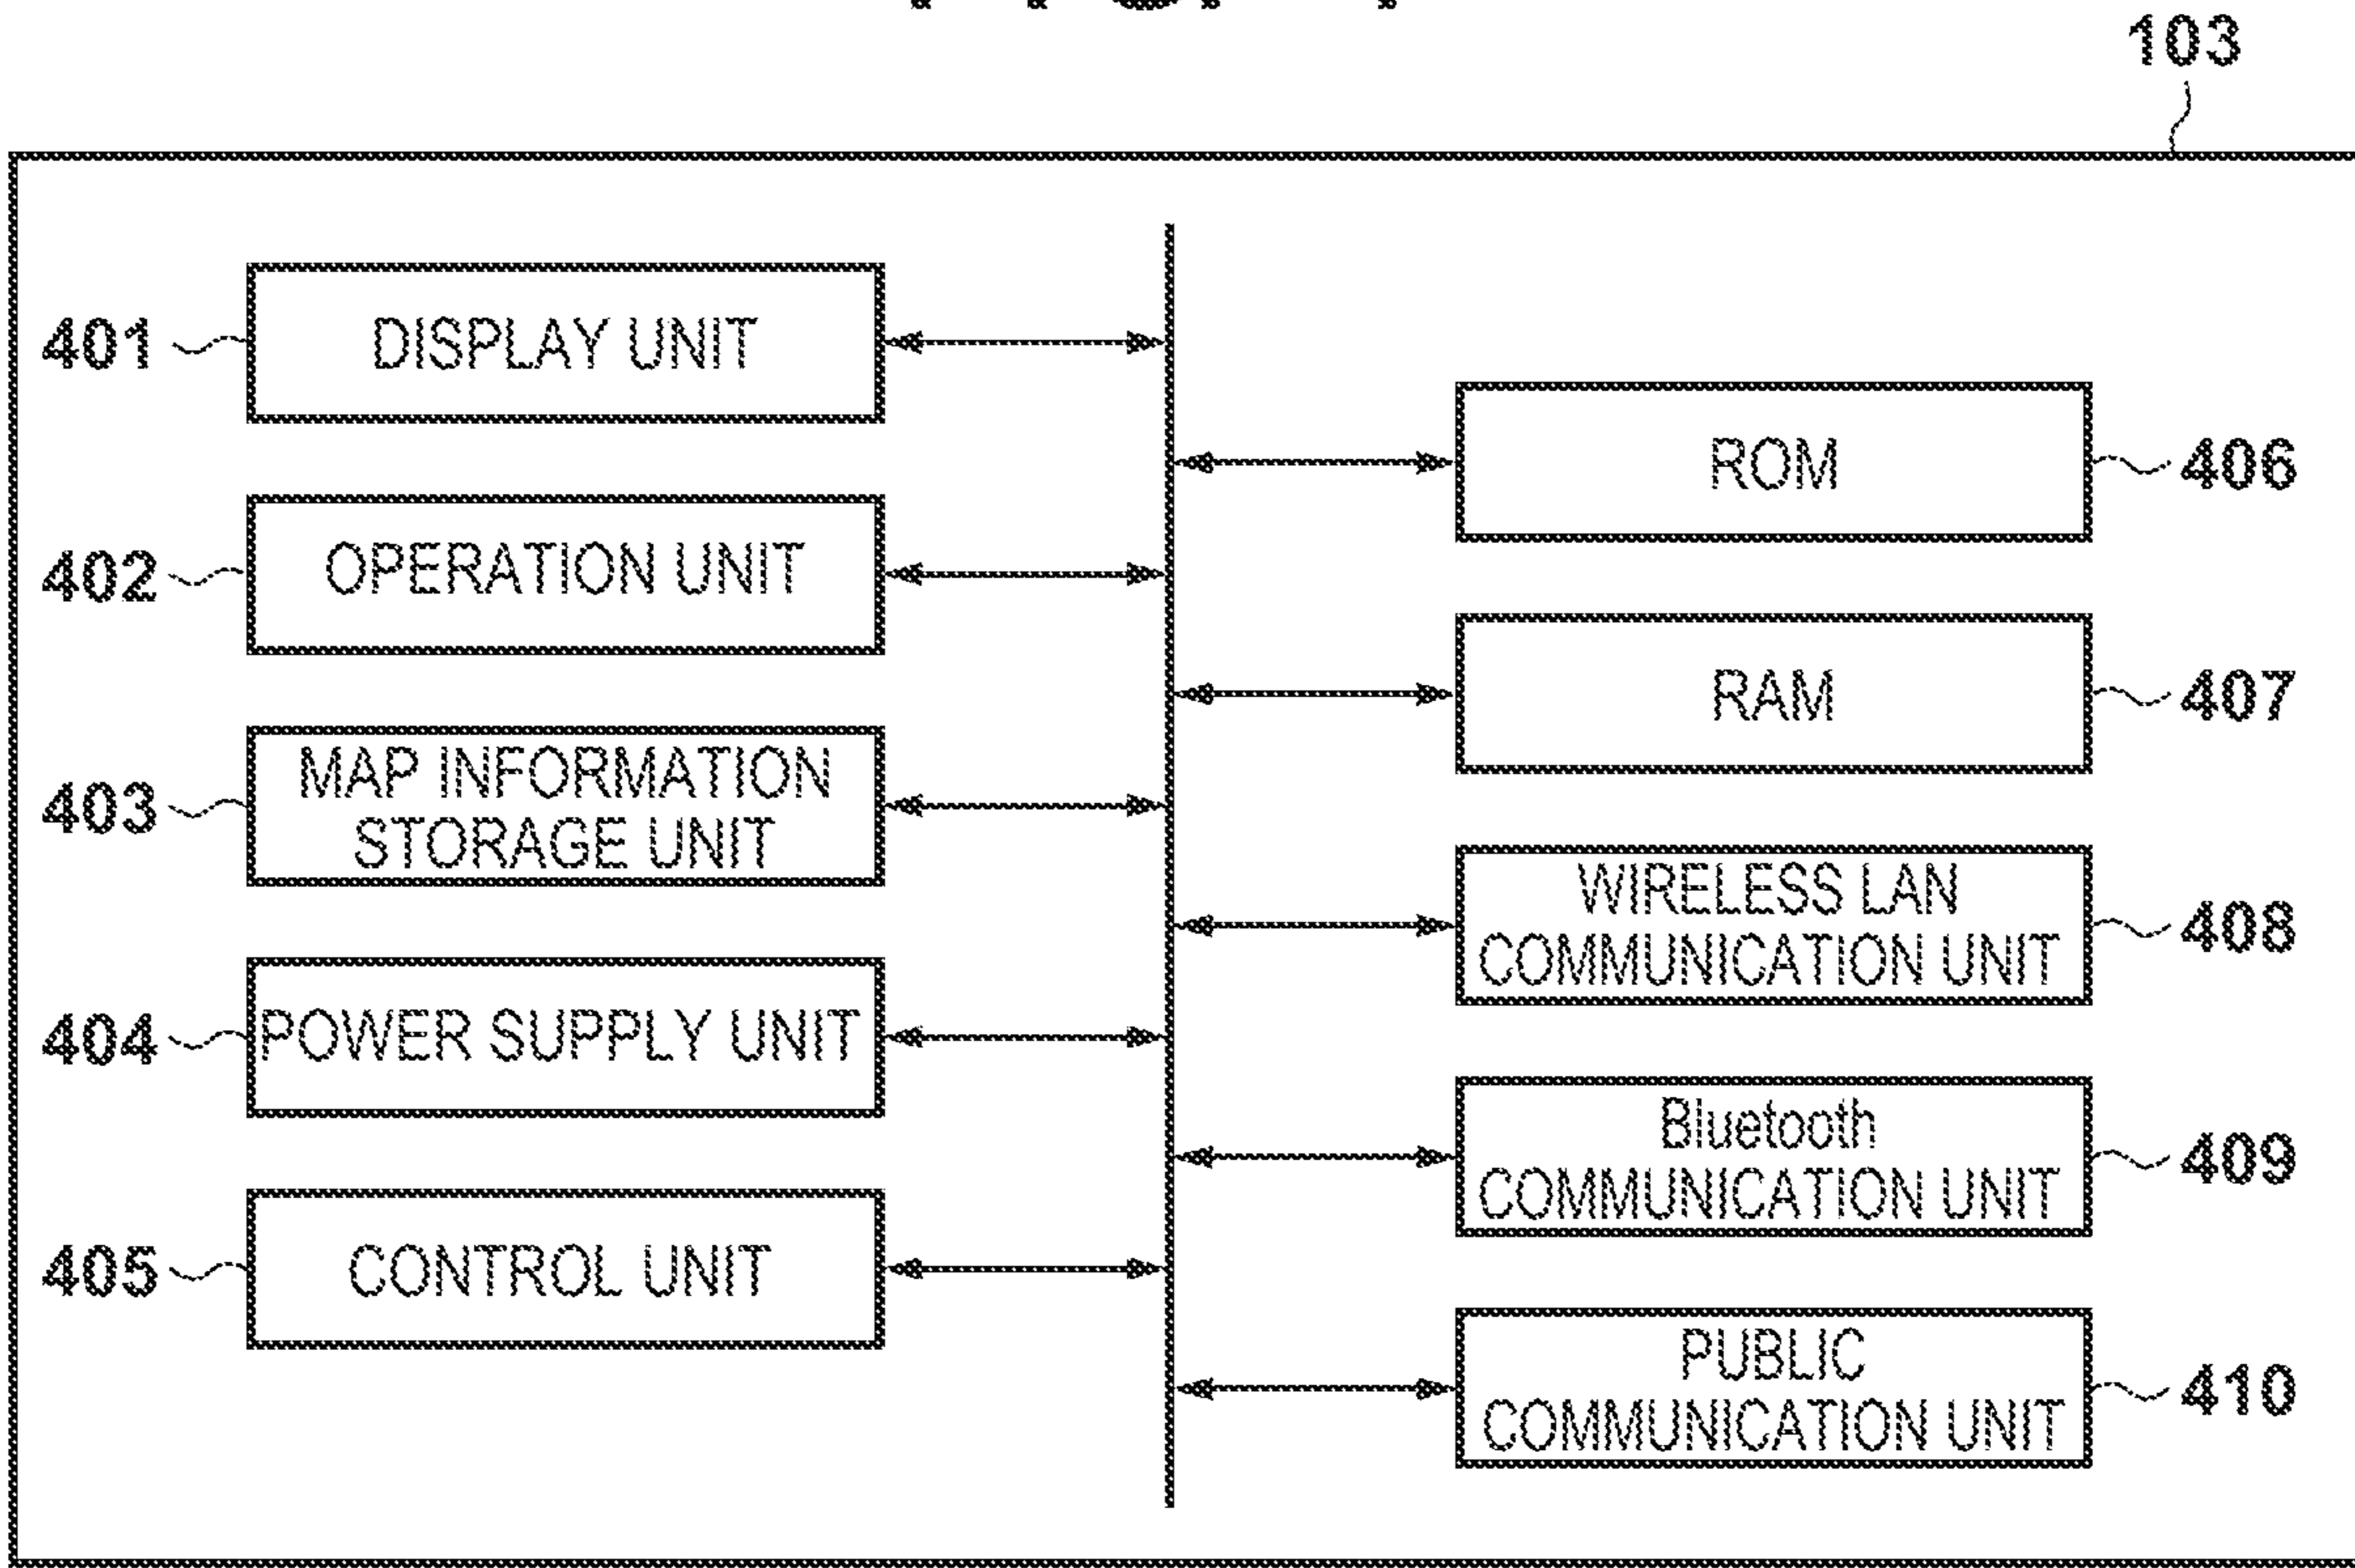 103
401 DISPLAY UNIT
402 OPERATION UNIT
403 MAP INFORMATION
STORAGE UNIT
404 POWER SUPPLY UNIT
405 CONTROL UNIT
ROM 406
RAM 407
WIRELESS LAN
COMMUNICATION UNIT 408
Bluetooth
COMMUNICATION UNIT 409
PUBLIC
COMMUNICATION UNIT 410